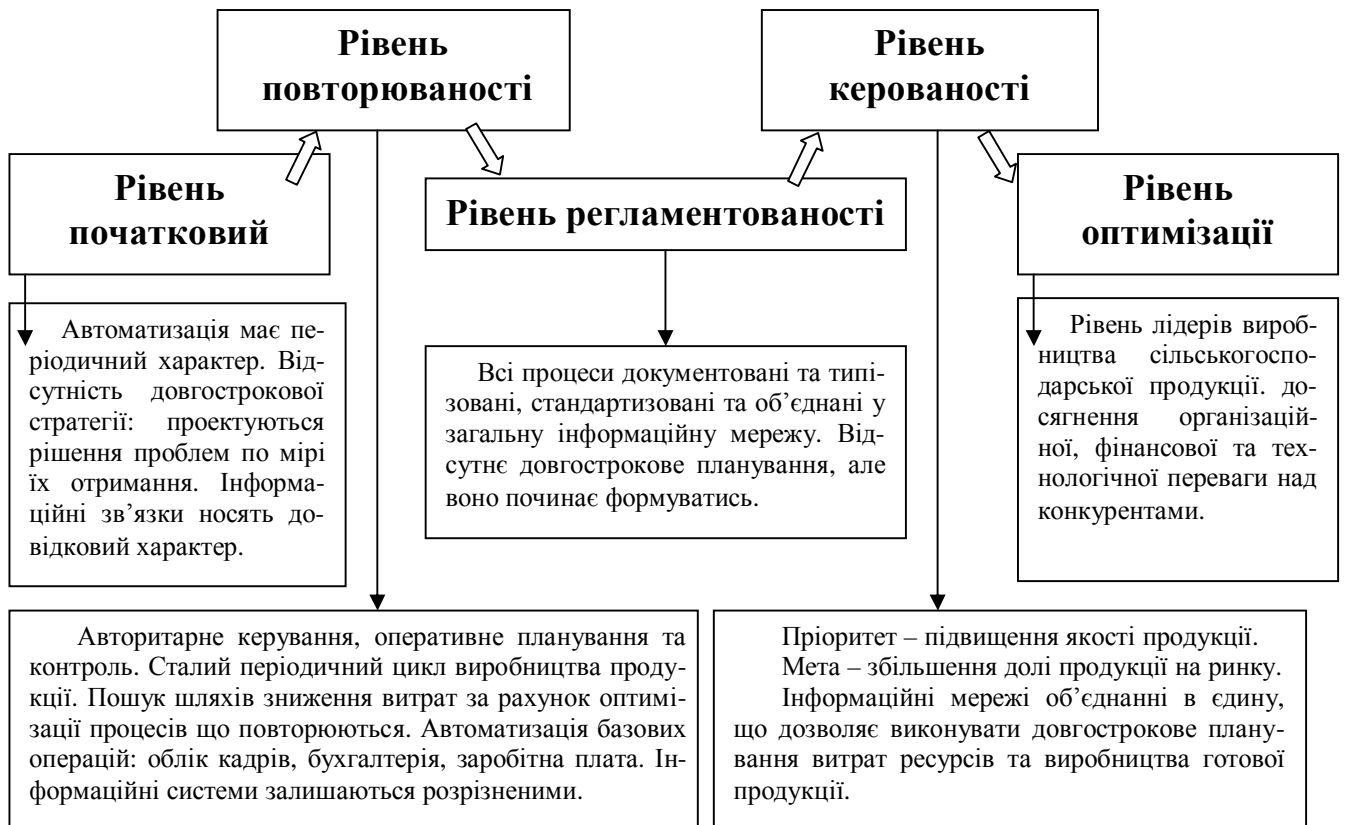 Рівень
повторюваності
Рівень
керованості
Рівень
початковий
Рівень регламентованості
Рівень
оптимізації
Автоматизація має пе-
ріодичний характер. Від-
сутність довгострокової
стратегії: проектуються
рішення проблем по мірі
їх отримання. Інформа-
ційні зв’язки носять до-
відковий характер.
Всі процеси документовані та типі-
зовані, стандартизовані та об’єднані у
загальну інформаційну мережу. Від-
сутнє довгострокове планування, але
воно починає формуватись.
Рівень лідерів вироб-
ництва сільськогоспо-
дарської продукції. до-
сягнення організацій-
ної, фінансової та тех-
нологічної переваги над
конкурентами.
Авторитарне керування, оперативне планування та
контроль. Сталий періодичний цикл виробництва проду-
кції. Пошук шляхів зниження витрат за рахунок оптимі-
зації процесів що повторюються. Автоматизація базових
операцій: облік кадрів, бухгалтерія, заробітна плата. Ін-
формаційні системи залишаються розрізненими.
Пріоритет – підвищення якості продукції.
Мета – збільшення долі продукції на ринку.
Інформаційні мережі об’єднанні в єдину,
що дозволяє виконувати довгострокове плану-
вання витрат ресурсів та виробництва готової
продукції.